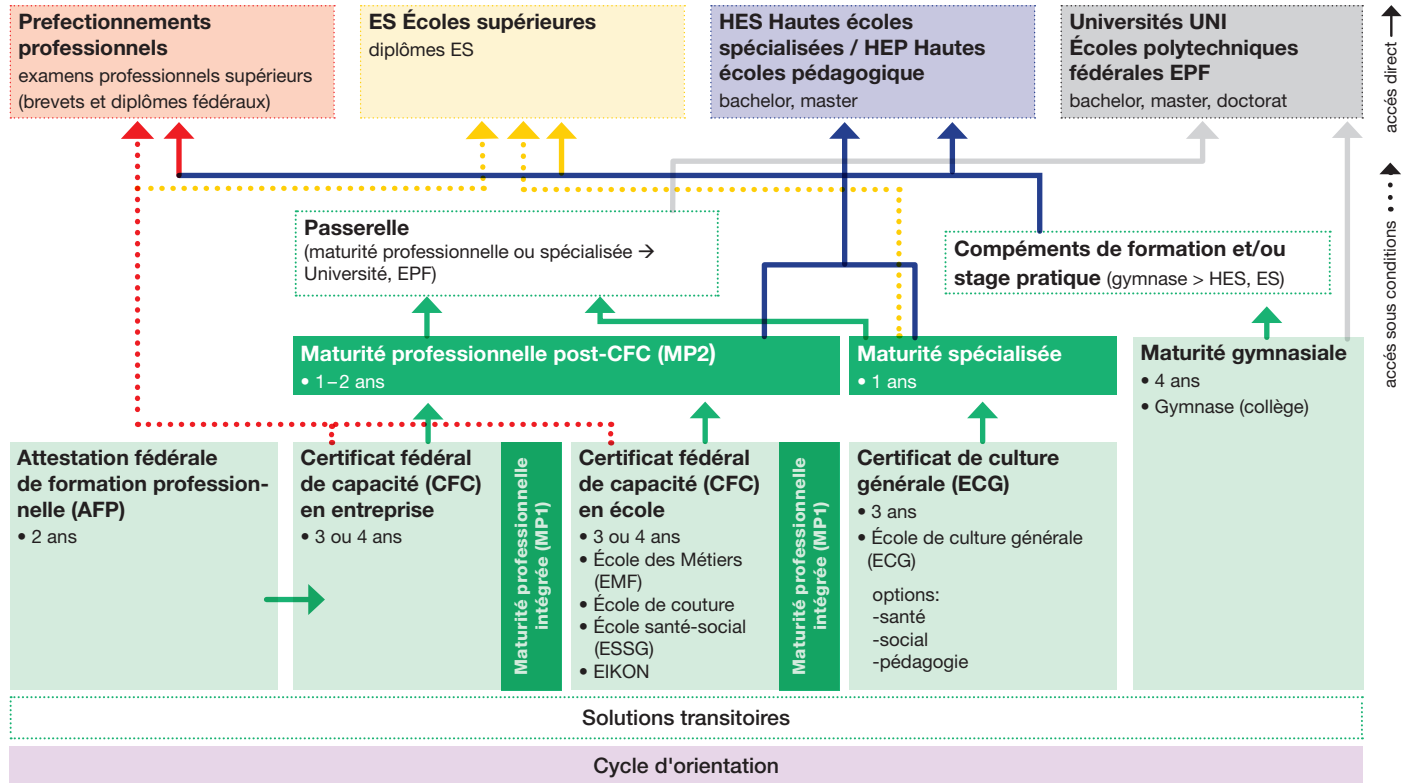 Prefectionnements
professionnels
examens professionnels supérieurs
(brevets et diplômes fédéraux)
ES Écoles supérieures
diplômes ES
HES Hautes écoles
spécialisées / HEP Hautes
écoles pédagogique
bachelor, master
Universités UNI
Écoles polytechniques
fédérales EPF
bachelor, master, doctorat
accés direct
accés sous conditions
Passerelle
(maturité professionnelle ou spécialisée →
Université, EPF)
Compéments de formation et/ou
stage pratique (gymnase > HES, ES)
Maturité professionnelle post-CFC (MP2)
• 1–2 ans
Maturité spécialisée
• 1 ans
Maturité gymnasiale
• 4 ans
• Gymnase (collège)
Attestation fédérale
de formation profession-
nelle (AFP)
• 2 ans
Certificat fédéral
de capacité (CFC)
en entreprise
• 3 ou 4 ans
Maturité professionnelle
intégrée (MP1)
Certificat fédéral
de capacité (CFC)
en école
• 3 ou 4 ans
• École des Métiers
(EMF)
• École de couture
• École santé-social
(ESSG)
• EIKON
Maturité professionnelle
intégrée (MP1)
Certificat de culture
générale (ECG)
• 3 ans
• École de culture générale
(ECG)
options:
-santé
-social
-pédagogie
Solutions transitoires
Cycle d'orientation